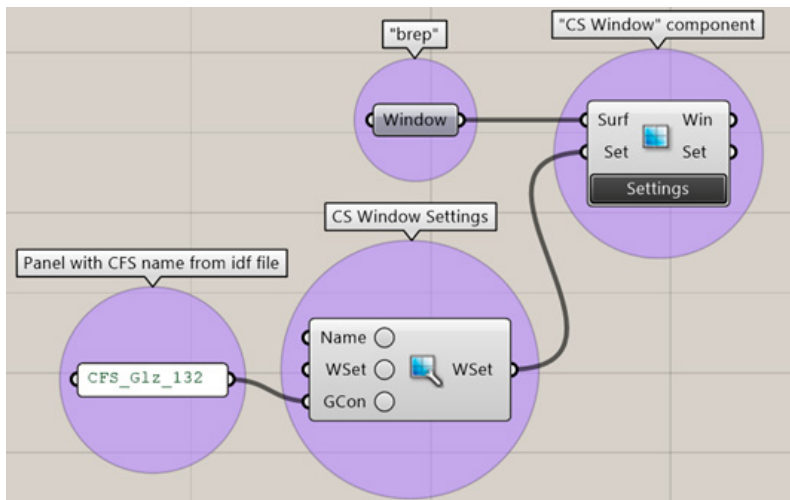 "brep"
"CS Window" component
Window
Surf
Win
Set
Set
Settings
CS Window Settings
Panel with CFS name from idf file
Name
WSet
WSet
GCon
CFS_Glz_132